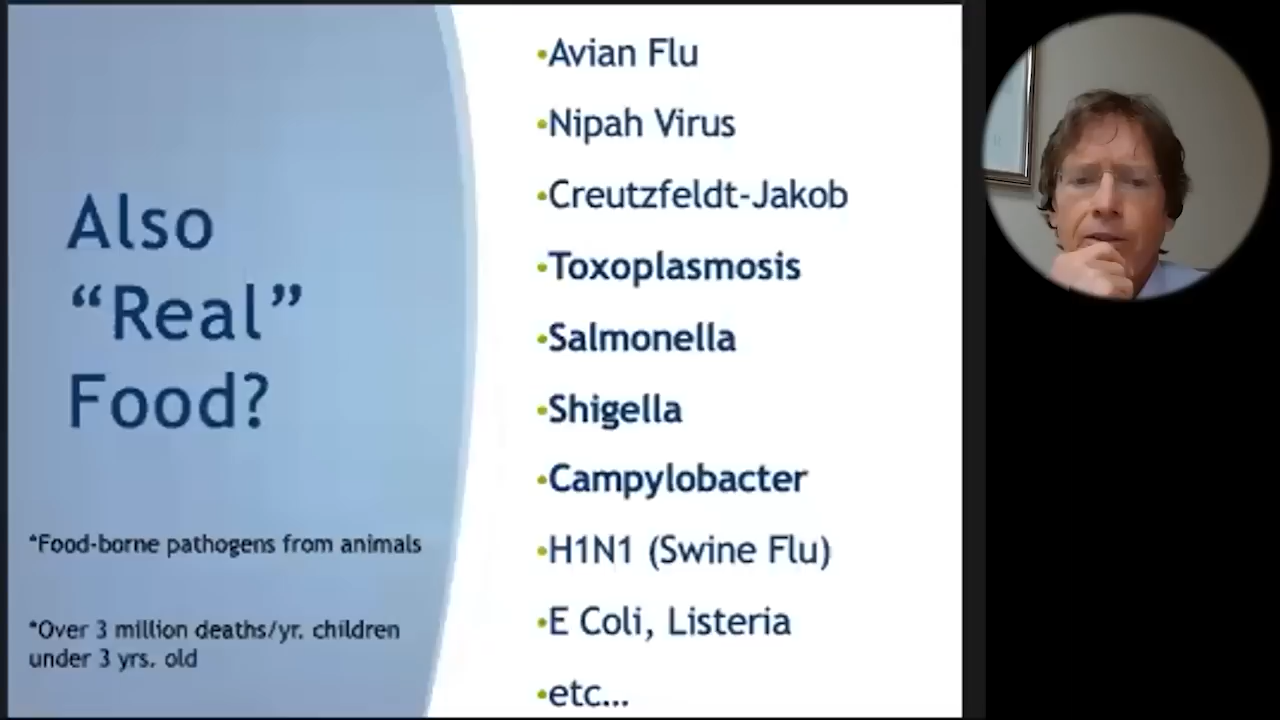 Also
“Real”
Food?
*Food-borne pathogens from animals
*Over 3 million deaths/yr. children
under 3 yrs. old
•Avian Flu
•Nipah Virus
•Creutzfeldt-Jakob
•Toxoplasmosis
•Salmonella
•Shigella
•Campylobacter
•H1N1 (Swine Flu)
•E Coli, Listeria
•etc…